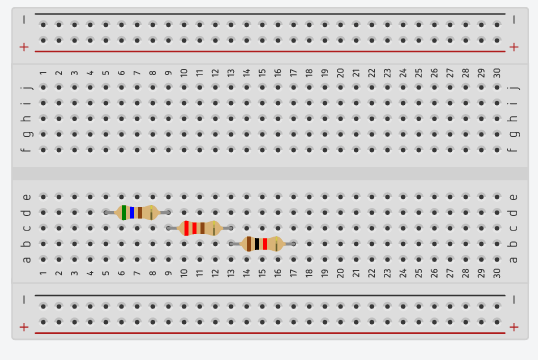 − −
+ +
1 2 3 4 5 6 7 8 9 10 11 12 13 14 15 16 17 18 19 20 21 22 23 24 25 26 27 28 29 30
j j
i i
h h
g g
f f
e e
d d
c c
b b
a a
1 2 3 4 5 6 7 8 9 10 11 12 13 14 15 16 17 18 19 20 21 22 23 24 25 26 27 28 29 30
− −
+ +